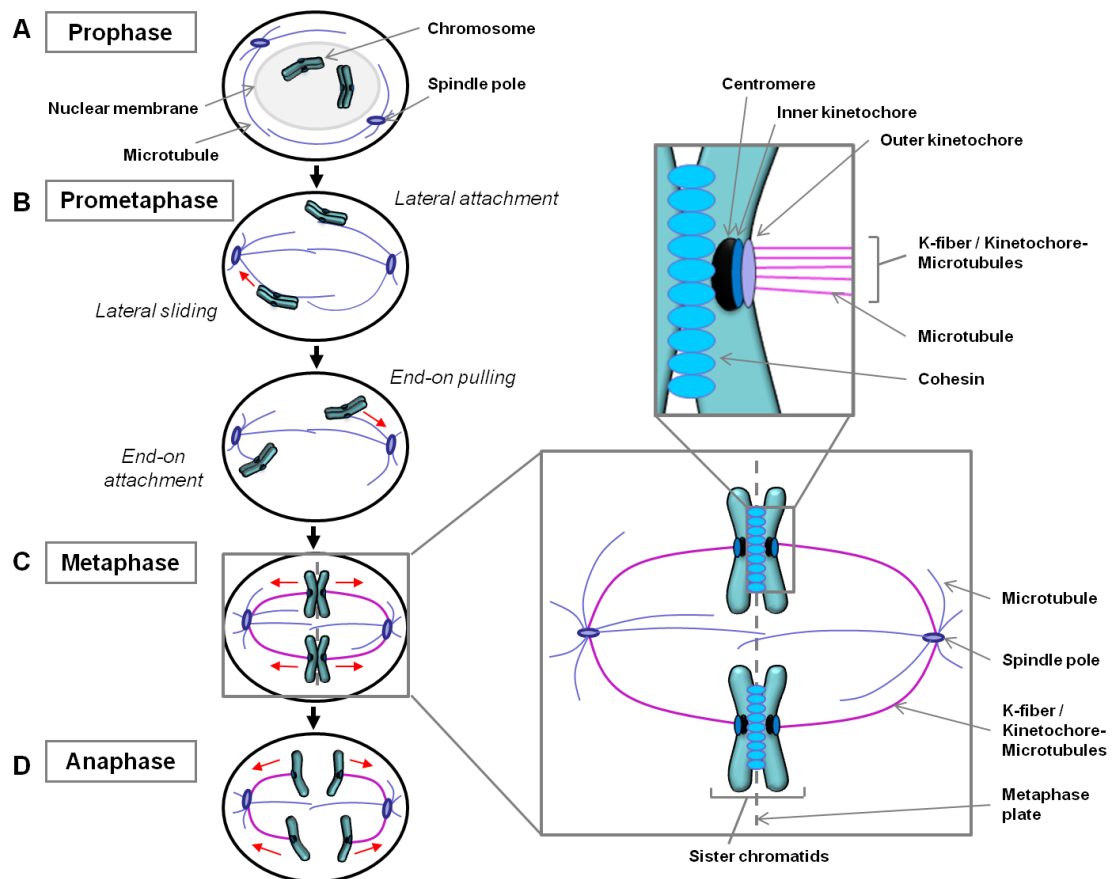 A
Prophase
Chromosome
Spindle pole
Nuclear membrane
Microtubule
B
Prometaphase
Lateral attachment
Lateral sliding
End-on pulling
End-on
attachment
C
Metaphase
D
Anaphase
Centromere
Inner kinetochore
Outer kinetochore
K-fiber / Kinetochore-
Microtubules
Microtubule
Cohesin
Microtubule
Spindle pole
K-fiber /
Kinetochore-
Microtubules
Metaphase
plate
Sister chromatids